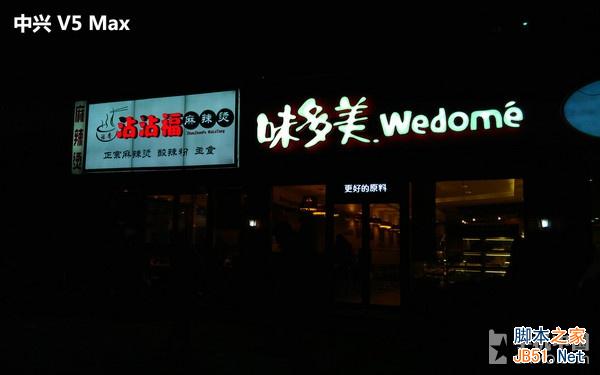 中兴 V5 Max
麻辣烫
沾沾福 麻辣烫
正宗麻辣烫 酸辣粉 主食
味多美 Wedomé
更好的原料
脚本之家
JB51.Net